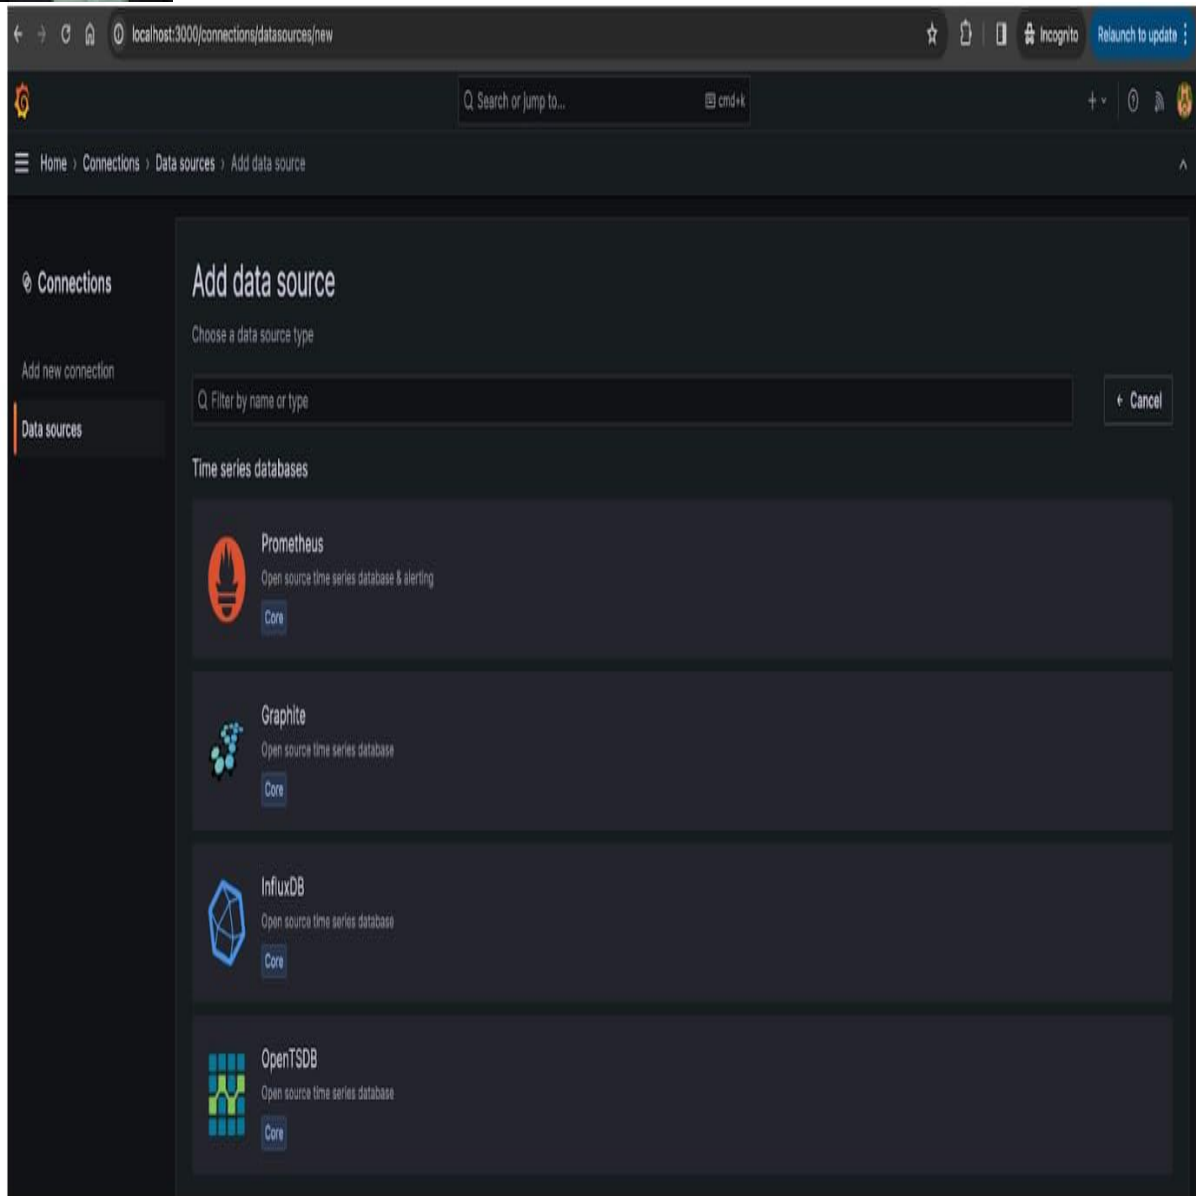 localhost:3000/connections/datasources/new
Incognito
Relaunch to update
Search or jump to...
cmd+k
Home › Connections › Data sources › Add data source
Connections
Add new connection
Data sources
Add data source
Choose a data source type
Filter by name or type
Cancel
Time series databases
Prometheus
Open source time series database & alerting
Core
Graphite
Open source time series database
Core
InfluxDB
Open source time series database
Core
OpenTSDB
Open source time series database
Core